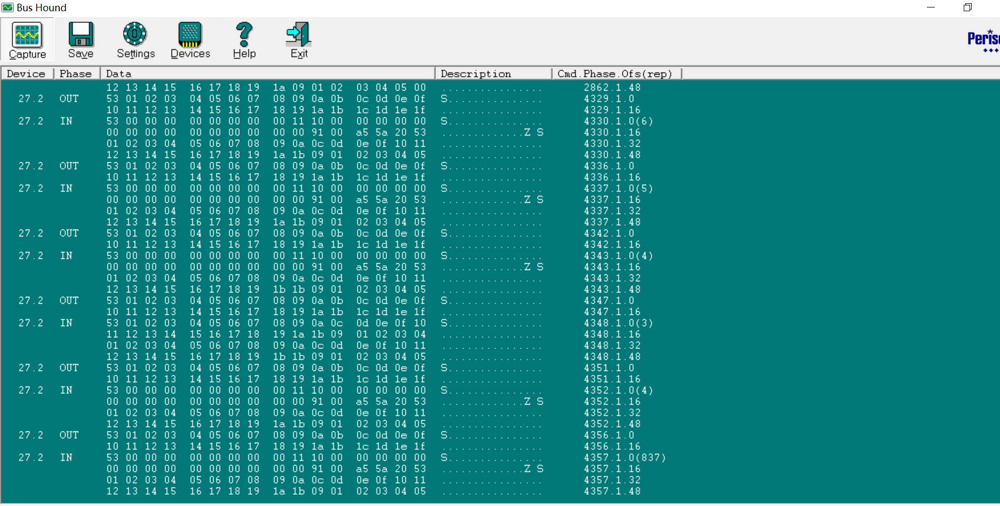 Bus Hound
Capture Save Settings Devices Help Exit
Device Phase Data Description Cmd.Phase.Ofs(rep)
12 13 14 15 16 17 18 19 1a 09 01 02 03 04 05 00 ................ 2862.1.48
27.2 OUT 53 01 02 03 04 05 06 07 08 09 0a 0b 0c 0d 0e 0f S............... 4329.1.0
10 11 12 13 14 15 16 17 18 19 1a 1b 1c 1d 1e 1f ................ 4329.1.16
27.2 IN 53 00 00 00 00 00 00 00 00 11 10 00 00 00 00 00 S............... 4330.1.0(6)
00 00 00 00 00 00 00 00 00 00 91 00 a5 5a 20 53 .............Z S 4330.1.16
01 02 03 04 05 06 07 08 09 0a 0c 0d 0e 0f 10 11 ................ 4330.1.32
12 13 14 15 16 17 18 19 1a 1b 09 01 02 03 04 05 ................ 4330.1.48
27.2 OUT 53 01 02 03 04 05 06 07 08 09 0a 0b 0c 0d 0e 0f S............... 4336.1.0
10 11 12 13 14 15 16 17 18 19 1a 1b 1c 1d 1e 1f ................ 4336.1.16
27.2 IN 53 00 00 00 00 00 00 00 00 11 10 00 00 00 00 00 S............... 4337.1.0(5)
00 00 00 00 00 00 00 00 00 00 91 00 a5 5a 20 53 .............Z S 4337.1.16
01 02 03 04 05 06 07 08 09 0a 0c 0d 0e 0f 10 11 ................ 4337.1.32
12 13 14 15 16 17 18 19 1a 1b 09 01 02 03 04 05 ................ 4337.1.48
27.2 OUT 53 01 02 03 04 05 06 07 08 09 0a 0b 0c 0d 0e 0f S............... 4342.1.0
10 11 12 13 14 15 16 17 18 19 1a 1b 1c 1d 1e 1f ................ 4342.1.16
27.2 IN 53 00 00 00 00 00 00 00 00 11 10 00 00 00 00 00 S............... 4343.1.0(4)
00 00 00 00 00 00 00 00 00 00 91 00 a5 5a 20 53 .............Z S 4343.1.16
01 02 03 04 05 06 07 08 09 0a 0c 0d 0e 0f 10 11 ................ 4343.1.32
12 13 14 15 16 17 18 19 1b 1b 09 01 02 03 04 05 ................ 4343.1.48
27.2 OUT 53 01 02 03 04 05 06 07 08 09 0a 0b 0c 0d 0e 0f S............... 4347.1.0
10 11 12 13 14 15 16 17 18 19 1a 1b 1c 1d 1e 1f ................ 4347.1.16
27.2 IN 53 01 02 03 04 05 06 07 08 09 0a 0c 0d 0e 0f 10 S............... 4348.1.0(3)
11 12 13 14 15 16 17 18 19 1a 1b 09 01 02 03 04 ................ 4348.1.16
01 02 03 04 05 06 07 08 09 0a 0c 0d 0e 0f 10 11 ................ 4348.1.32
12 13 14 15 16 17 18 19 1b 1b 09 01 02 03 04 05 ................ 4348.1.48
27.2 OUT 53 01 02 03 04 05 06 07 08 09 0a 0b 0c 0d 0e 0f S............... 4351.1.0
10 11 12 13 14 15 16 17 18 19 1a 1b 1c 1d 1e 1f ................ 4351.1.16
27.2 IN 53 00 00 00 00 00 00 00 00 11 10 00 00 00 00 00 S............... 4352.1.0(4)
00 00 00 00 00 00 00 00 00 00 91 00 a5 5a 20 53 .............Z S 4352.1.16
01 02 03 04 05 06 07 08 09 0a 0c 0d 0e 0f 10 11 ................ 4352.1.32
12 13 14 15 16 17 18 19 1a 1b 09 01 02 03 04 05 ................ 4352.1.48
27.2 OUT 53 01 02 03 04 05 06 07 08 09 0a 0b 0c 0d 0e 0f S............... 4356.1.0
10 11 12 13 14 15 16 17 18 19 1a 1b 1c 1d 1e 1f ................ 4356.1.16
27.2 IN 53 00 00 00 00 00 00 00 00 11 10 00 00 00 00 00 S............... 4357.1.0(837)
00 00 00 00 00 00 00 00 00 00 91 00 a5 5a 20 53 .............Z S 4357.1.16
01 02 03 04 05 06 07 08 09 0a 0c 0d 0e 0f 10 11 ................ 4357.1.32
12 13 14 15 16 17 18 19 1a 1b 09 01 02 03 04 05 ................ 4357.1.48